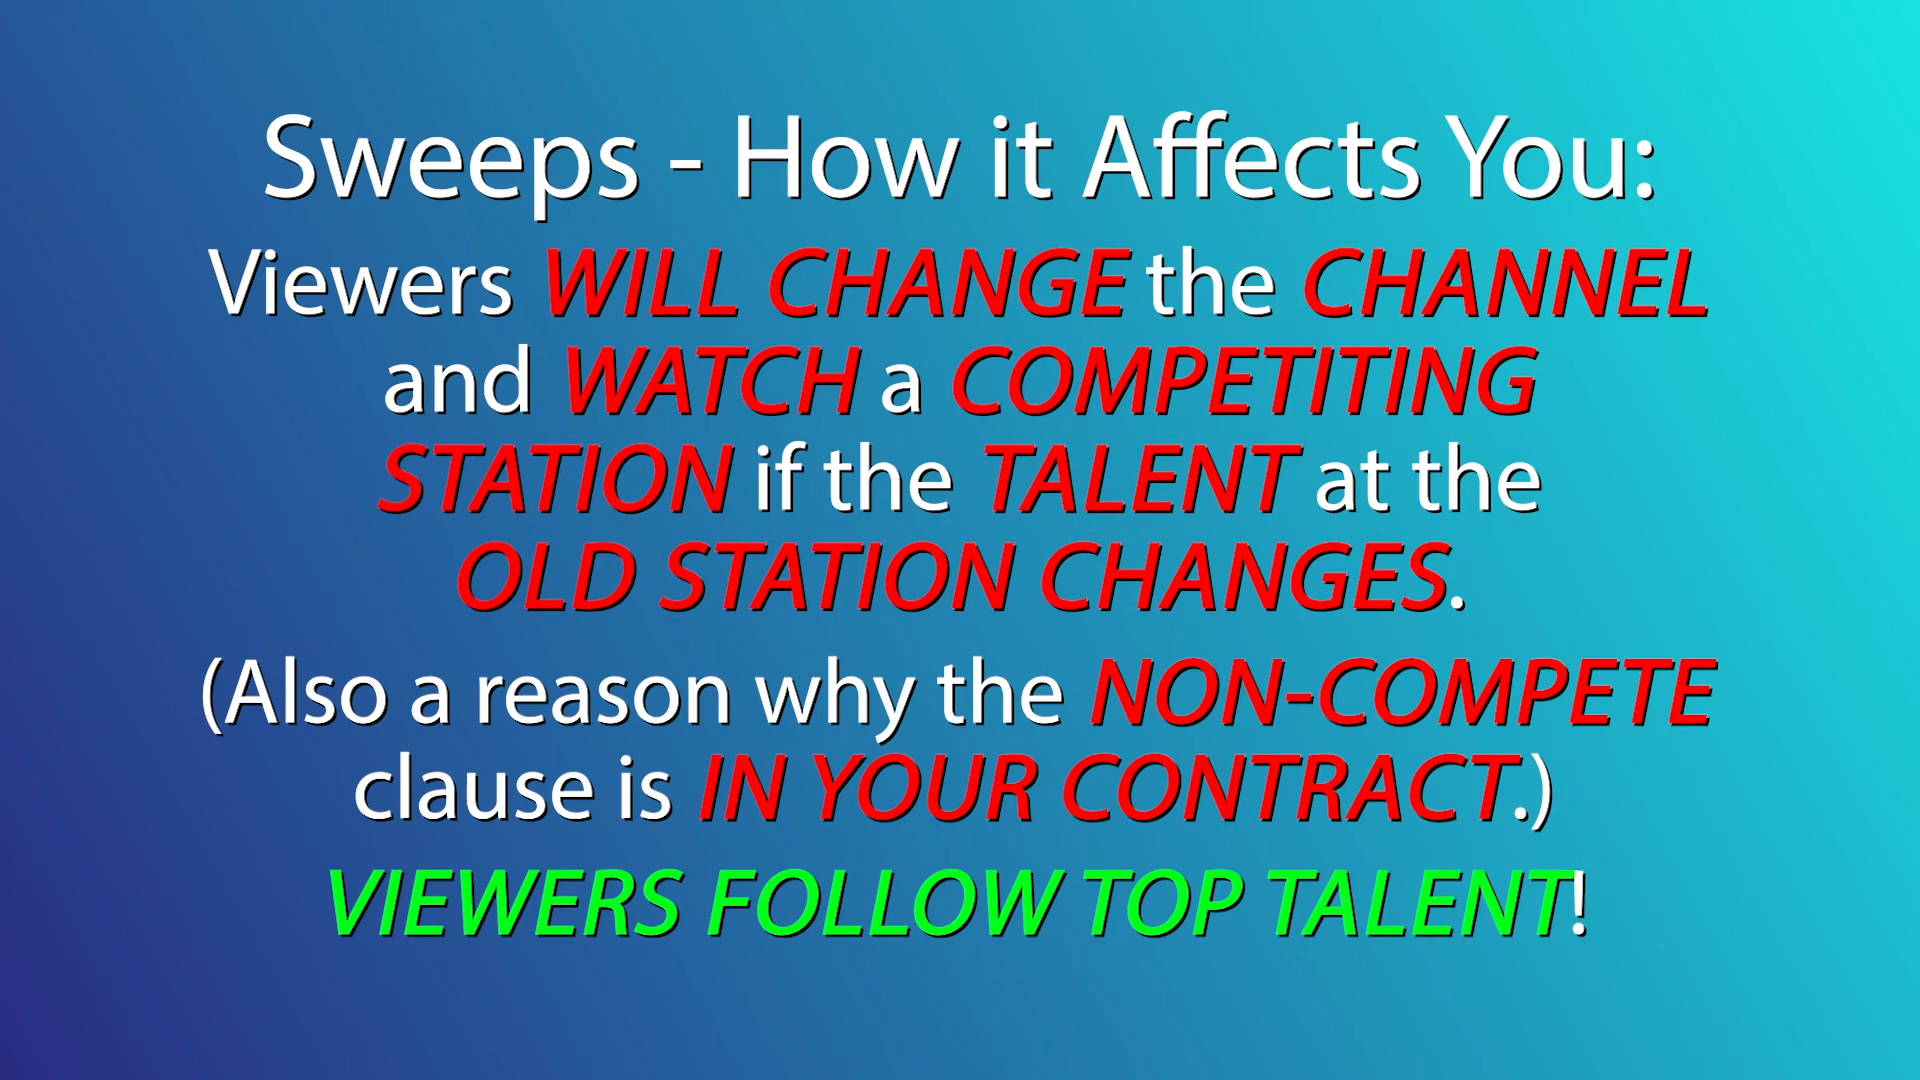 Sweeps - How it Affects You:
Viewers WILL CHANGE the CHANNEL
and WATCH a COMPETITING
STATION if the TALENT at the
OLD STATION CHANGES.
(Also a reason why the NON-COMPETE
clause is IN YOUR CONTRACT.)
VIEWERS FOLLOW TOP TALENT!